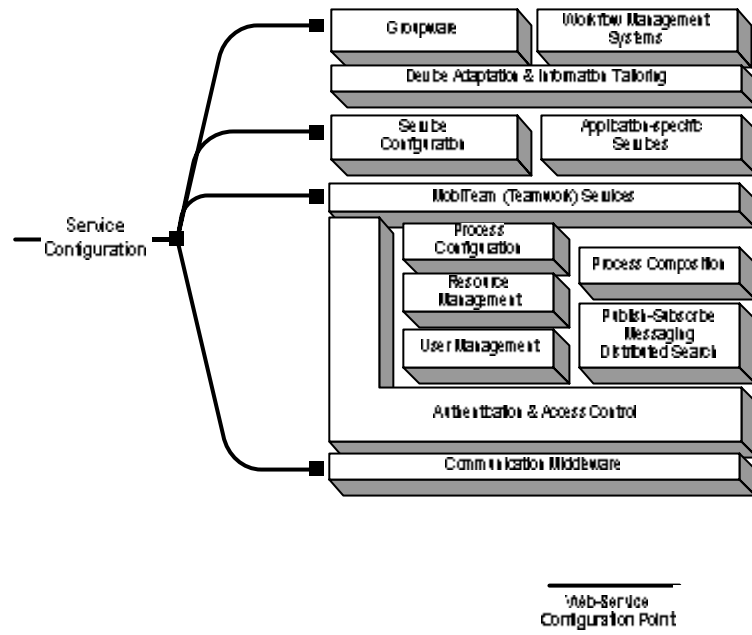 Groupware
Workflow Management
Systems
Device Adaptation & Information Tailoring
Service
Configuration
Application-specific
Services
MobiTeam (Teamwork) Services
Service
Configuration
Process
Configuration
Process Composition
Resource
Management
Publish-Subscribe
Messaging
Distributed Search
User Management
Authentication & Access Control
Communication Middleware
Web-Service
Configuration Point